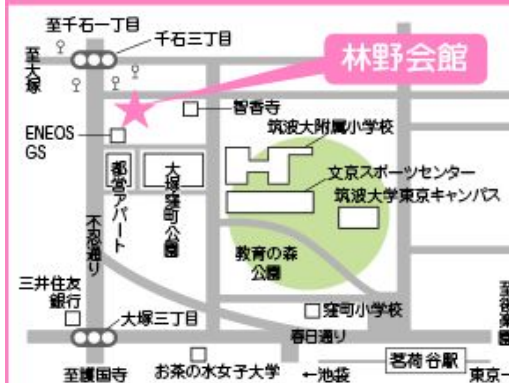 至千石一丁目
千石三丁目
至大塚
林野会館
智香寺
ENEOS
GS
筑波大附属小学校
都営アパート
大塚窪町公園
文京スポーツセンター
筑波大学東京キャンパス
不忍通り
教育の森
公園
三井住友
銀行
大塚三丁目
窪町小学校
春日通り
至後楽園
茗荷谷駅
至護国寺
お茶の水女子大学
←池袋
東京